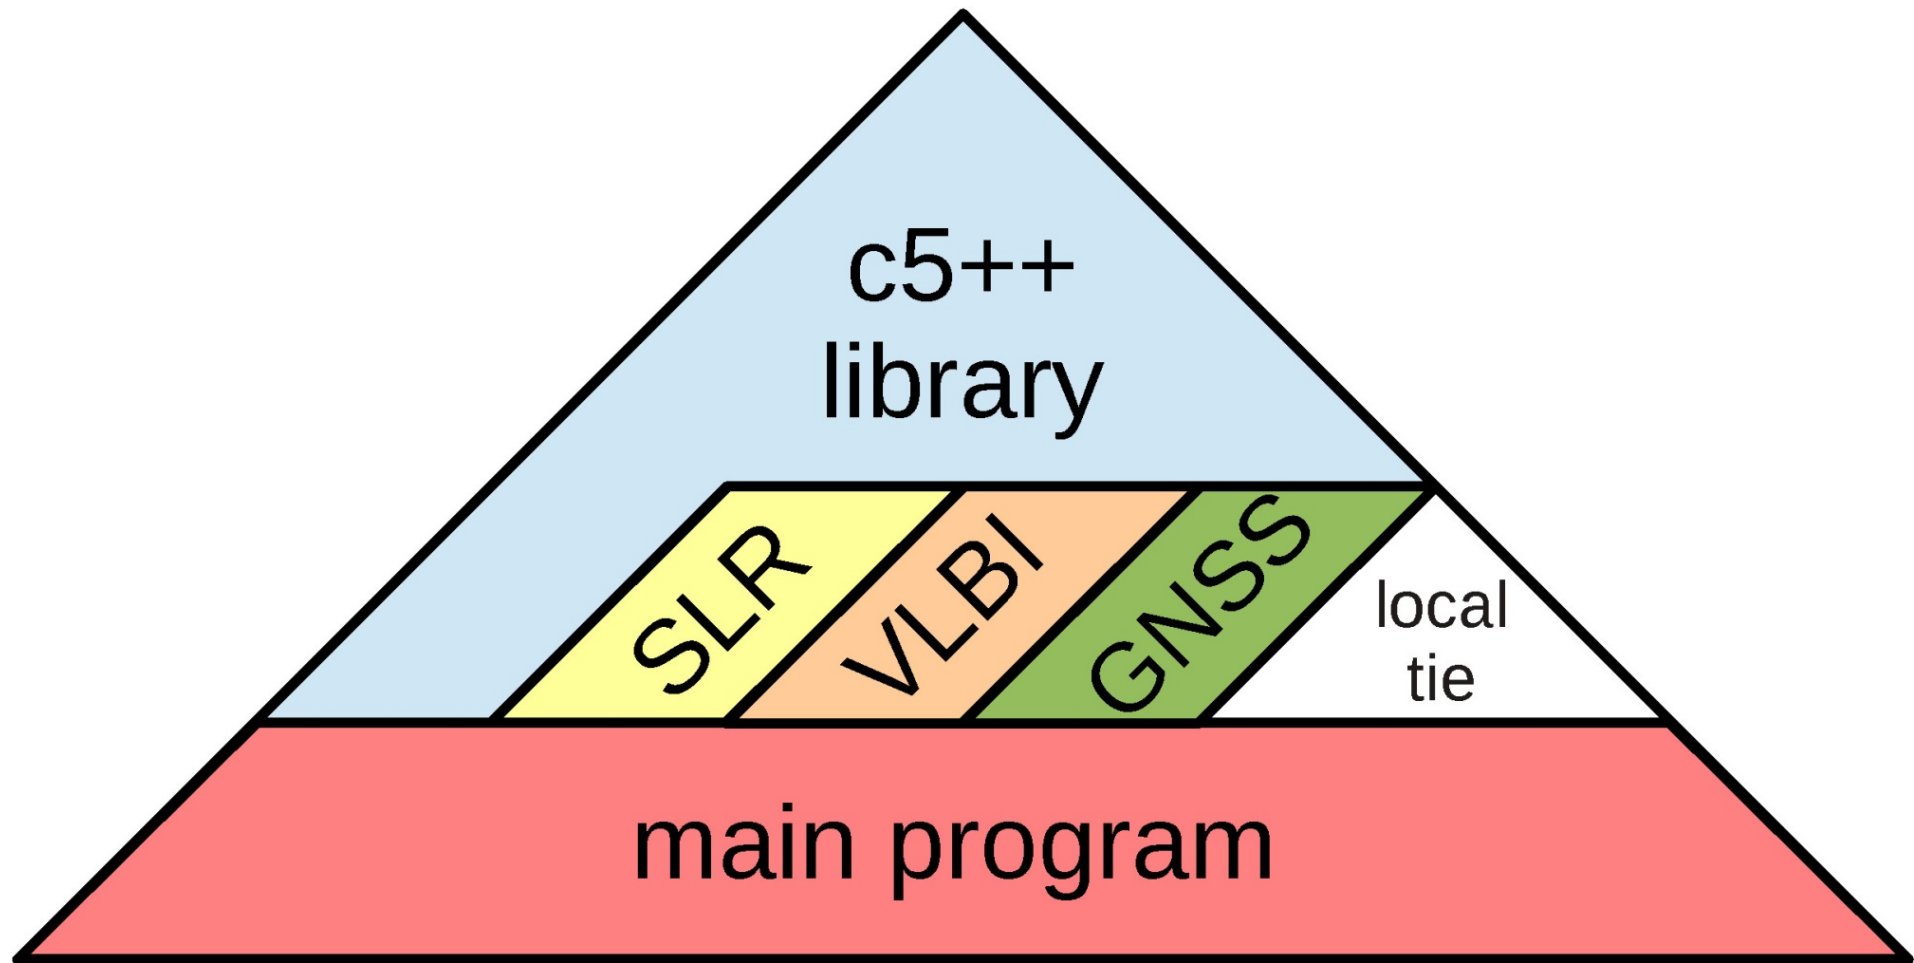 c5++
library
SLR
VLBI
GNSS
local
tie
main program